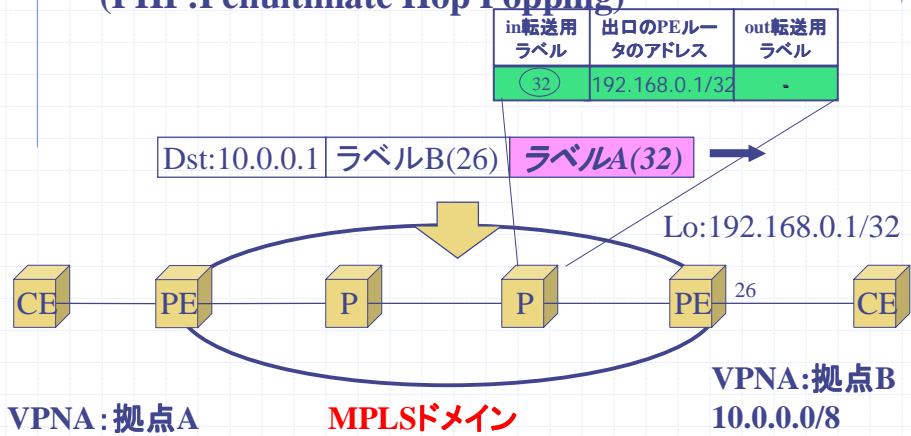 (PHP:Penultimate Hop Popping)
in転送用ラベル 出口のPEルータのアドレス out転送用ラベル
32 192.168.0.1/32 -
Dst:10.0.0.1 ラベルB(26) ラベルA(32)
Lo:192.168.0.1/32
CE PE P P PE 26 CE
VPNA:拠点B
VPNA:拠点A MPLSドメイン 10.0.0.0/8